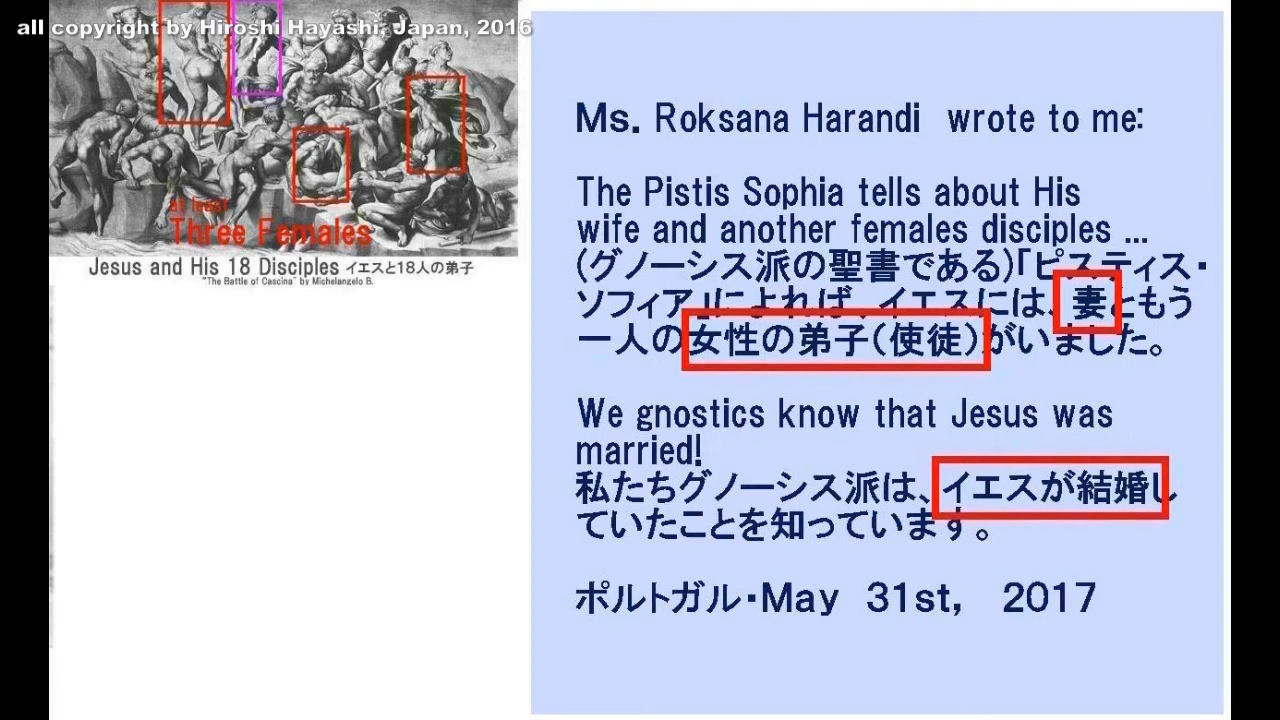 all copyright by Hiroshi Hayashi, Japan, 2016
at least
Three Females
Jesus and His 18 Disciples イエスと18人の弟子
"The Battle of Cascina" by Michelangelo B.
Ms. Roksana Harandi wrote to me:
The Pistis Sophia tells about His
wife and another females disciples ...
(グノーシス派の聖書である)「ピスティス・
ソフィア』によれば、イエスには、妻ともう
一人の女性の弟子(使徒)がいました。
We gnostics know that Jesus was
married!
私たちグノーシス派は、イエスが結婚し
ていたことを知っています。
ポルトガル・May 31st, 2017